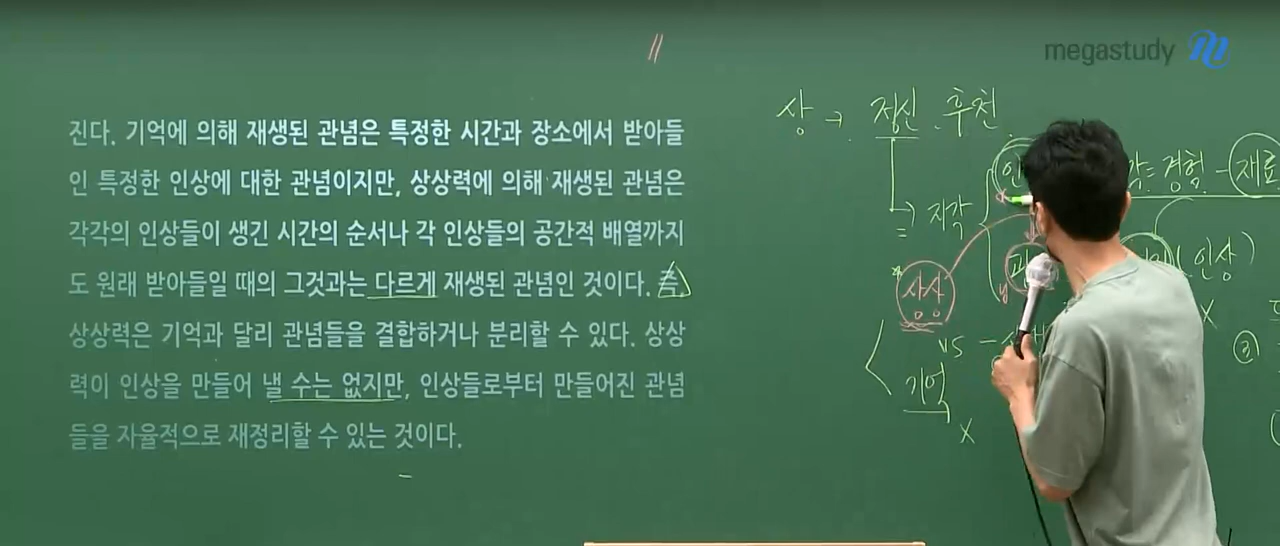 megastudy
진다. 기억에 의해 재생된 관념은 특정한 시간과 장소에서 받아들
인 특정한 인상에 대한 관념이지만, 상상력에 의해 재생된 관념은
각각의 인상들이 생긴 시간의 순서나 각 인상들의 공간적 배열까지
도 원래 받아들일 때의 그것과는 다르게 재생된 관념인 것이다. 즉,
상상력은 기억과 달리 관념들을 결합하거나 분리할 수 있다. 상상
력이 인상을 만들어 낼 수는 없지만, 인상들로부터 만들어진 관념
들을 자율적으로 재정리할 수 있는 것이다.
상 → 정신 후천
인 경험 - 재료
→ 지각
인상)
vs
기억
x
x